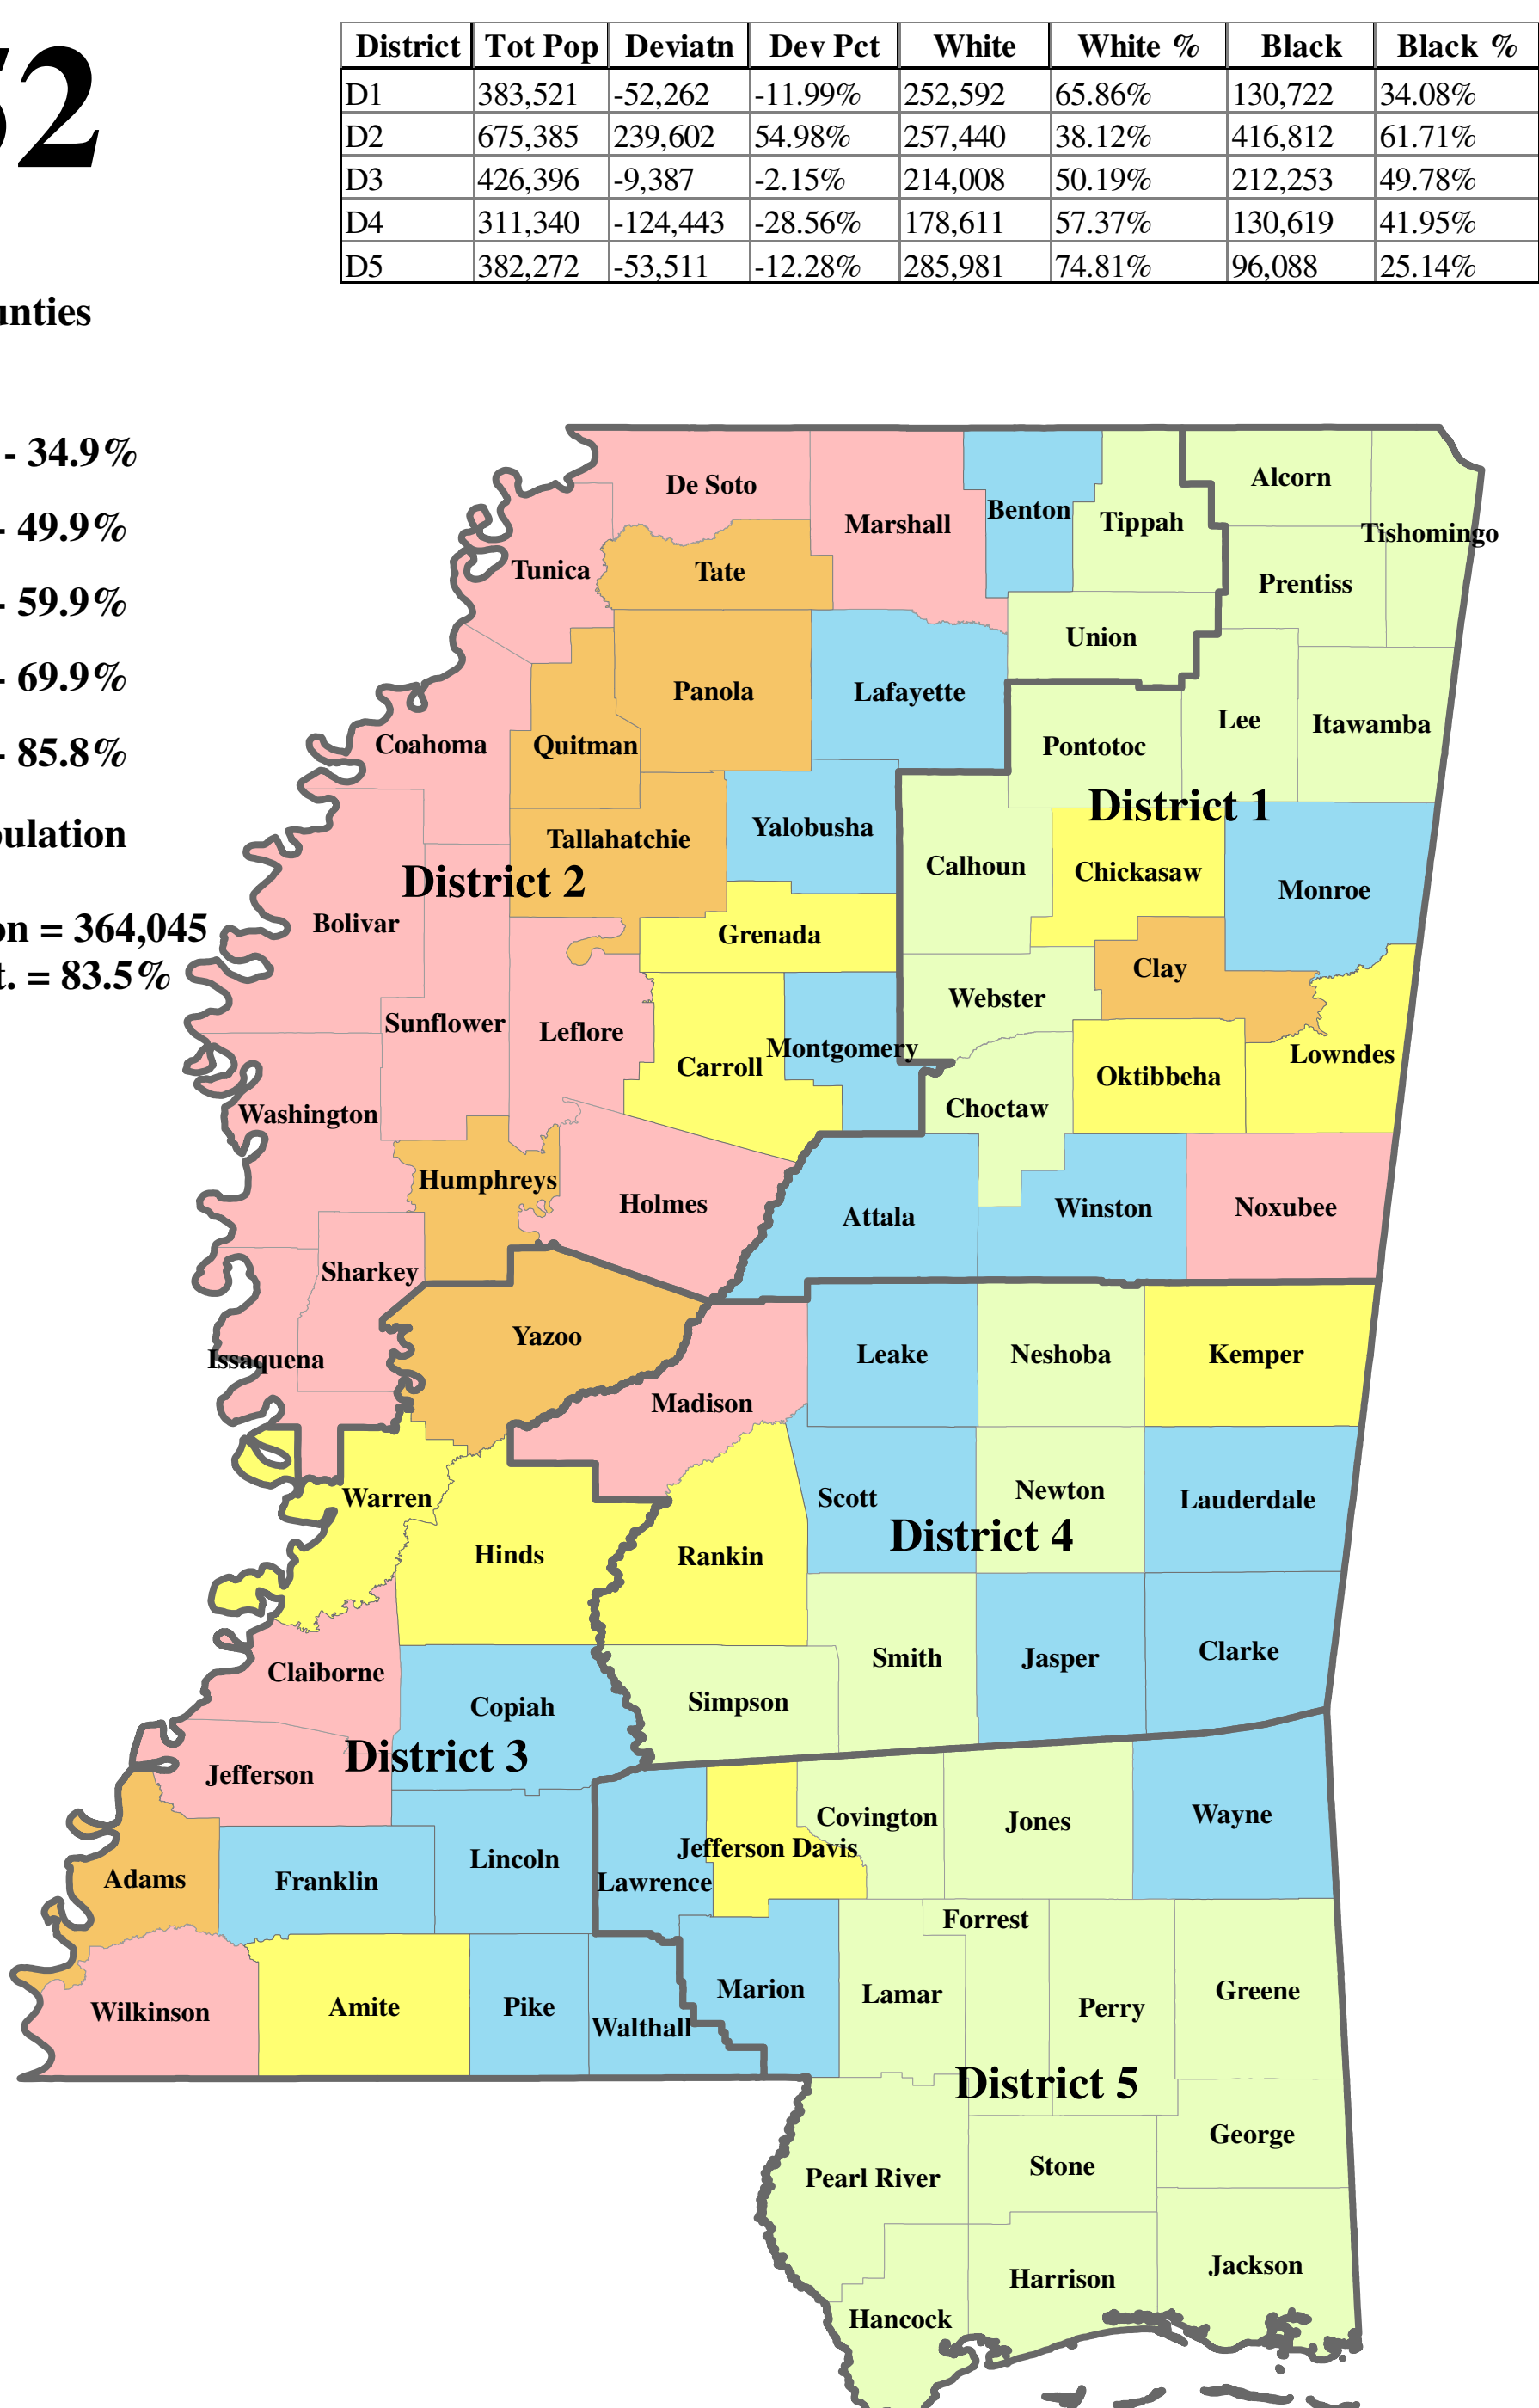 52
District Tot Pop Deviatn Dev Pct White White % Black Black %
D1 383,521 -52,262 -11.99% 252,592 65.86% 130,722 34.08%
D2 675,385 239,602 54.98% 257,440 38.12% 416,812 61.71%
D3 426,396 -9,387 -2.15% 214,008 50.19% 212,253 49.78%
D4 311,340 -124,443 -28.56% 178,611 57.37% 130,619 41.95%
D5 382,272 -53,511 -12.28% 285,981 74.81% 96,088 25.14%
unties
- 34.9%
- 49.9%
- 59.9%
- 69.9%
- 85.8%
pulation
on = 364,045
t. = 83.5%
De Soto
Marshall
Benton
Tippah
Alcorn
Tishomingo
Tunica
Tate
Prentiss
Union
Panola
Lafayette
Coahoma
Quitman
Pontotoc
Lee
Itawamba
District 1
Tallahatchie
Yalobusha
Calhoun
Chickasaw
Monroe
District 2
Bolivar
Grenada
Clay
Webster
Sunflower
Leflore
Carroll
Montgomery
Oktibbeha
Lowndes
Washington
Choctaw
Humphreys
Holmes
Attala
Winston
Noxubee
Sharkey
Issaquena
Yazoo
Madison
Leake
Neshoba
Kemper
Warren
Scott
Newton
Lauderdale
District 4
Hinds
Rankin
Claiborne
Copiah
Simpson
Smith
Jasper
Clarke
District 3
Jefferson
Covington
Jones
Wayne
Jefferson Davis
Adams
Franklin
Lincoln
Lawrence
Forrest
Wilkinson
Amite
Pike
Walthall
Marion
Lamar
Perry
Greene
District 5
Pearl River
Stone
George
Hancock
Harrison
Jackson